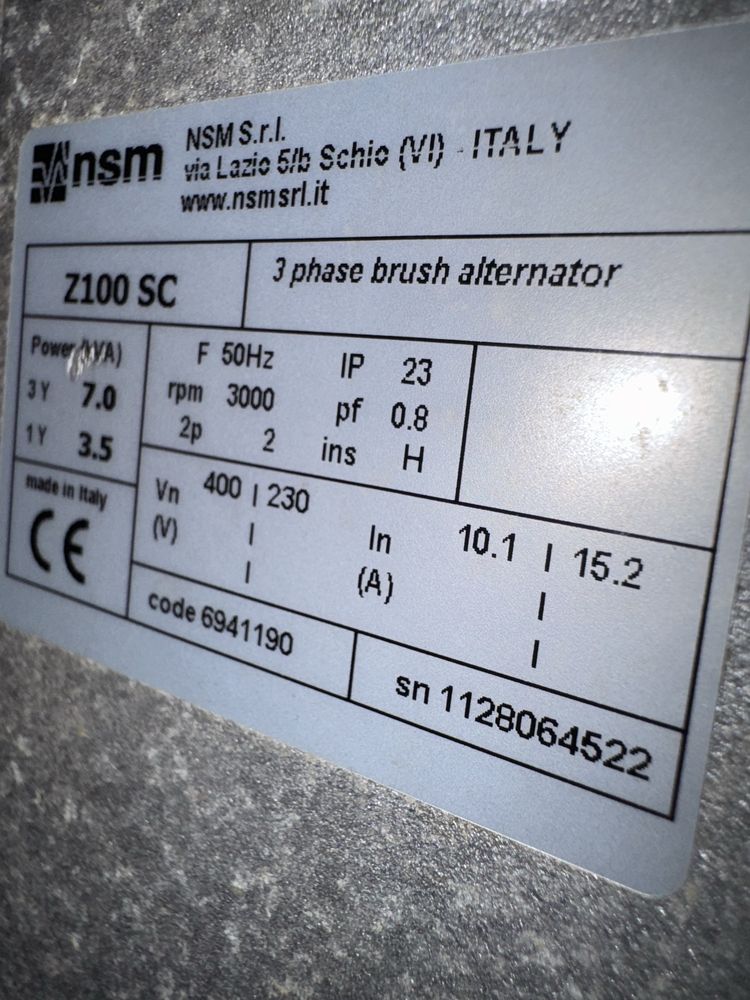 nsm
NSM S.r.l.
via Lazio 5/b Schio (VI) - ITALY
www.nsmsrl.it
Z100 SC
3 phase brush alternator
Power (kVA)
3 Y 7.0
1 Y 3.5
F 50Hz IP 23
rpm 3000 pf 0.8
2p 2 ins H
made in Italy
CE
Vn 400 | 230
(V) |
|
In 10.1 | 15.2
(A) |
|
code 6941190
sn 1128064522